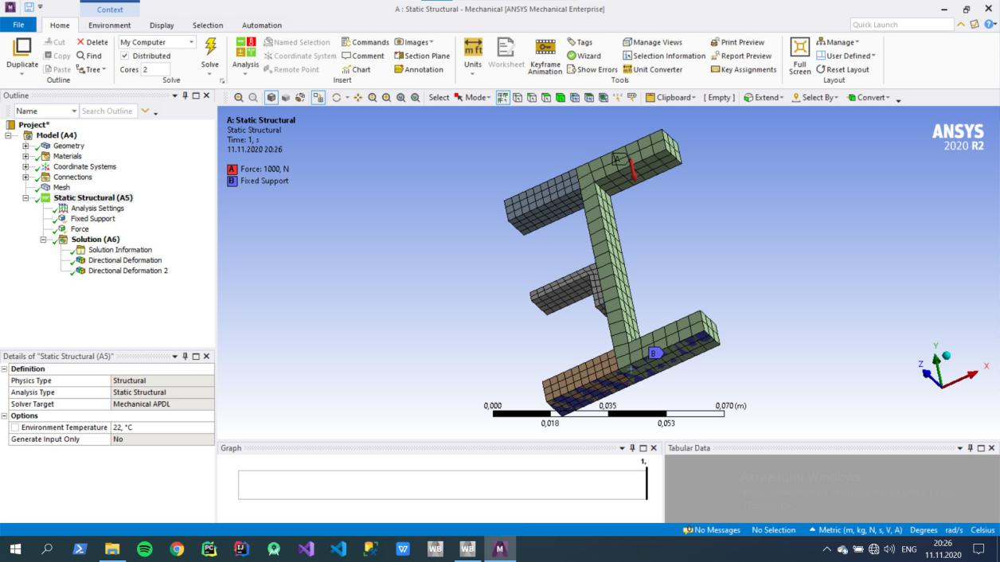 Context
A : Static Structural - Mechanical [ANSYS Mechanical Enterprise]
File Home Environment Display Selection Automation Quick Launch
Duplicate
Cut
Copy
Paste
Delete
Find
Tree
Outline
My Computer
Distributed
Cores 2
Solve
Solve
Analysis
Named Selection
Coordinate System
Remote Point
Commands
Comment
Chart
Images
Section Plane
Annotation
Insert
Units
Worksheet
Keyframe
Animation
Tags
Wizard
Show Errors
Manage Views
Selection Information
Unit Converter
Print Preview
Report Preview
Key Assignments
Tools
Full
Screen
Manage
User Defined
Reset Layout
Layout
Outline
Name Search Outline
Select Mode Clipboard [ Empty ] Extend Select By Convert
Project*
Model (A4)
Geometry
Materials
Coordinate Systems
Connections
Mesh
Static Structural (A5)
Analysis Settings
Fixed Support
Force
Solution (A6)
Solution Information
Directional Deformation
Directional Deformation 2
Details of "Static Structural (A5)"
Definition
Physics Type Structural
Analysis Type Static Structural
Solver Target Mechanical APDL
Options
Environment Temperature 22, °C
Generate Input Only No
A: Static Structural
Static Structural
Time: 1, s
11.11.2020 20:26
A Force: 1000, N
B Fixed Support
ANSYS
2020 R2
A
B
0,000 0,035 0,070 (m)
0,018 0,053
Y
Z
X
Graph
1,
Tabular Data
Активация Windows
No Messages No Selection Metric (m, kg, N, s, V, A) Degrees rad/s Celsius
PC
IJ
W
WB
WB
M
ENG
20:26
11.11.2020